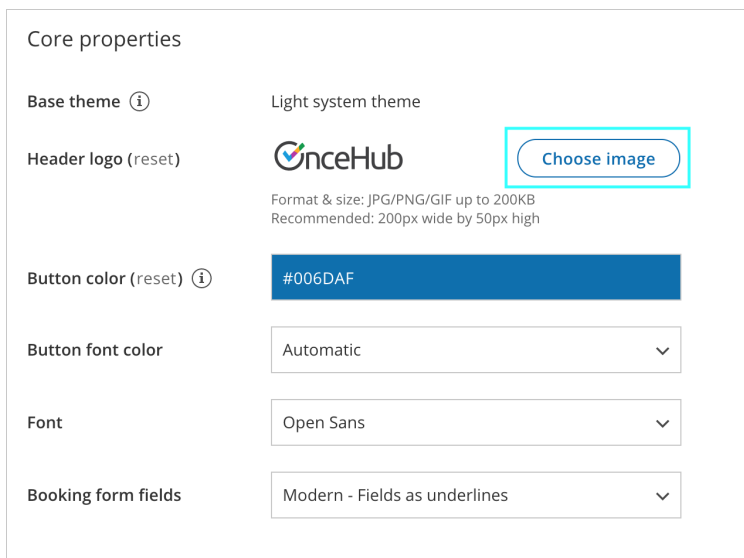 Core properties
Base theme i Light system theme
Header logo (reset) OnceHub Choose image
Format & size: JPG/PNG/GIF up to 200KB
Recommended: 200px wide by 50px high
Button color (reset) i #006DAF
Button font color Automatic
Font Open Sans
Booking form fields Modern - Fields as underlines